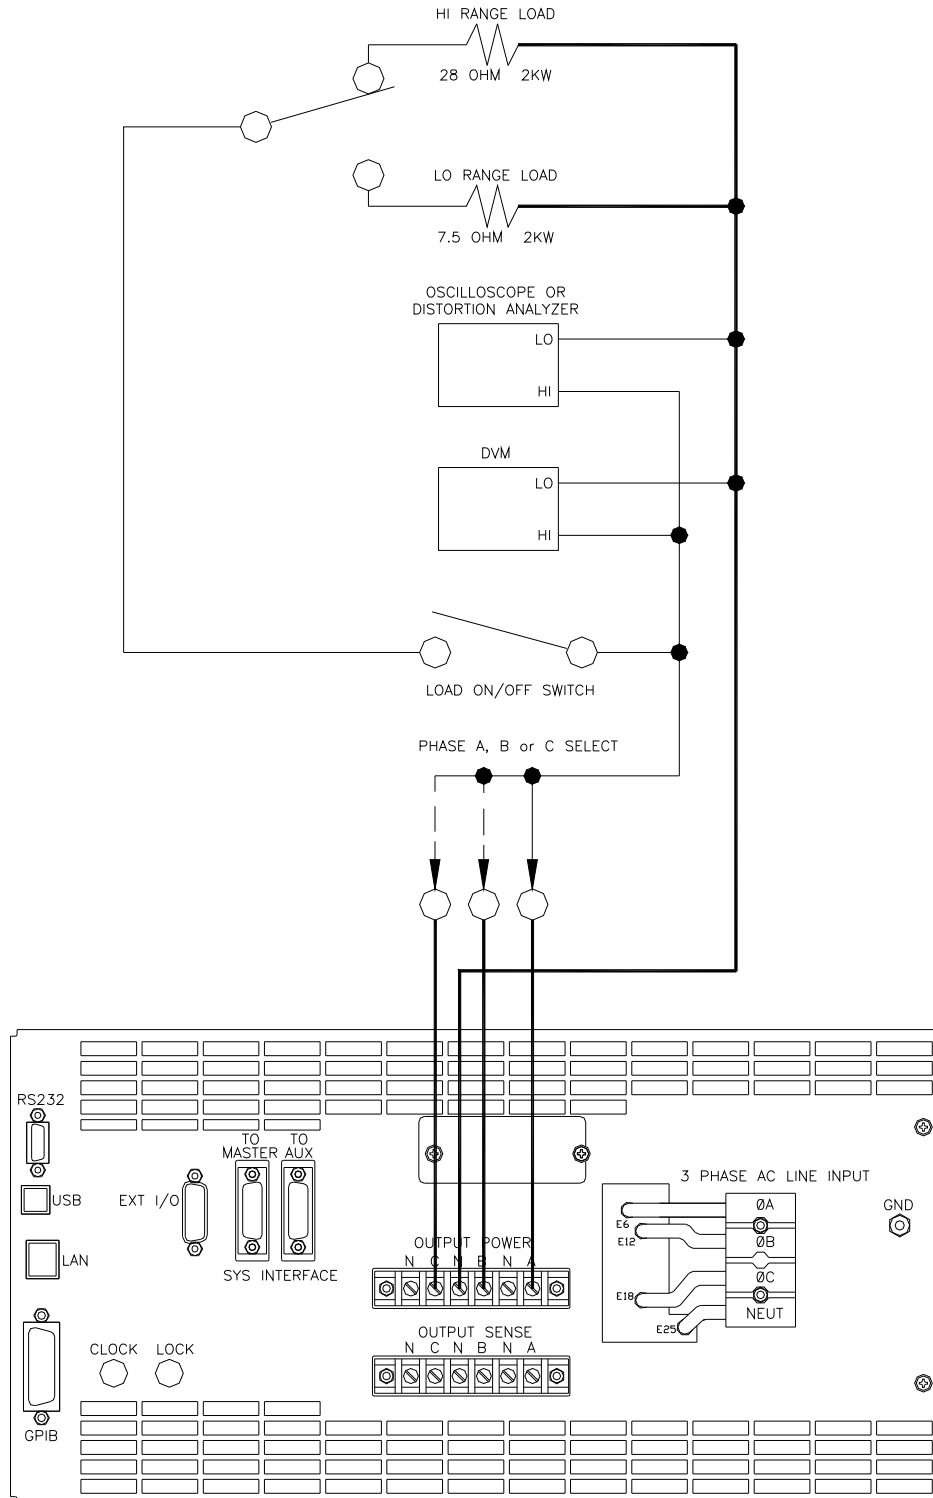 HI RANGE LOAD
28 OHM 2KW
LO RANGE LOAD
7.5 OHM 2KW
OSCILLOSCOPE OR
DISTORTION ANALYZER
LO
HI
DVM
LO
HI
LOAD ON/OFF SWITCH
PHASE A, B or C SELECT
RS232
USB
LAN
GPIB
EXT I/O
TO MASTER
TO AUX
SYS INTERFACE
CLOCK LOCK
OUTPUT POWER
N C N B N A
OUTPUT SENSE
N C N B N A
3 PHASE AC LINE INPUT
E6
E12
E18
E25
ØA
ØB
ØC
NEUT
GND